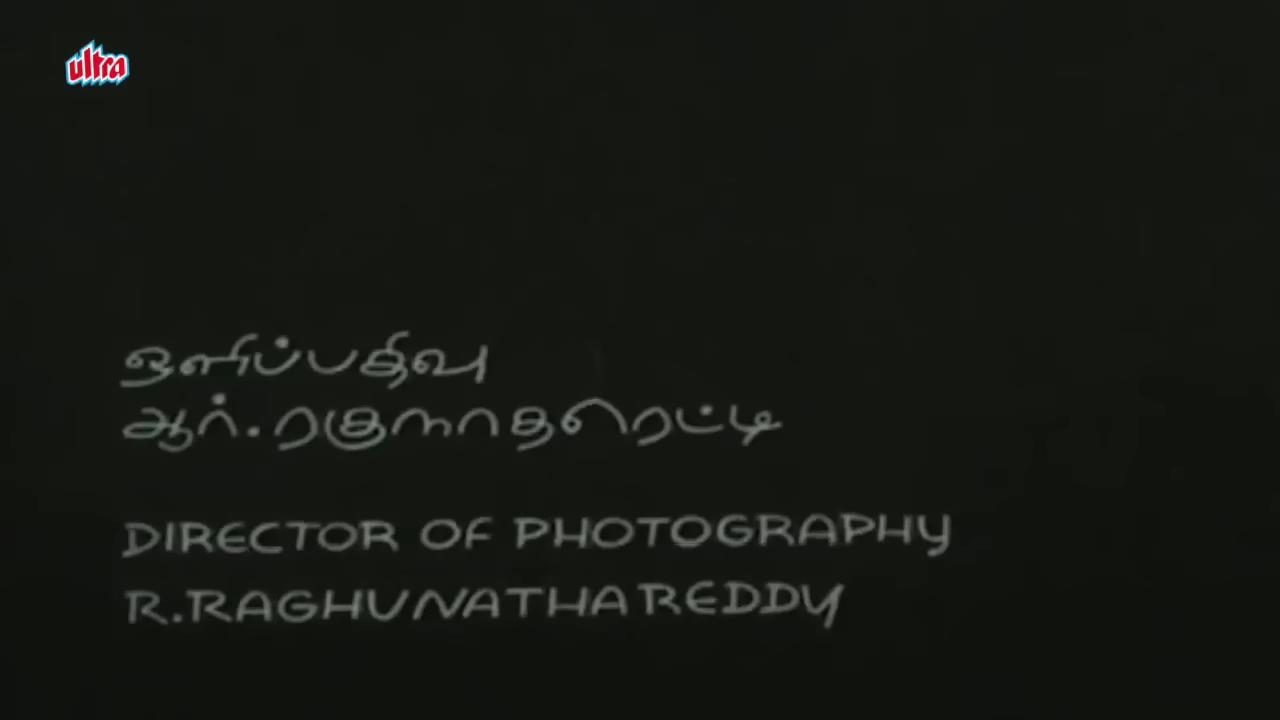 ultra
ஒளிப்பதிவு
ஆர். ரகுநாதரெட்டி
DIRECTOR OF PHOTOGRAPHY
R.RAGHUNATHA REDDY